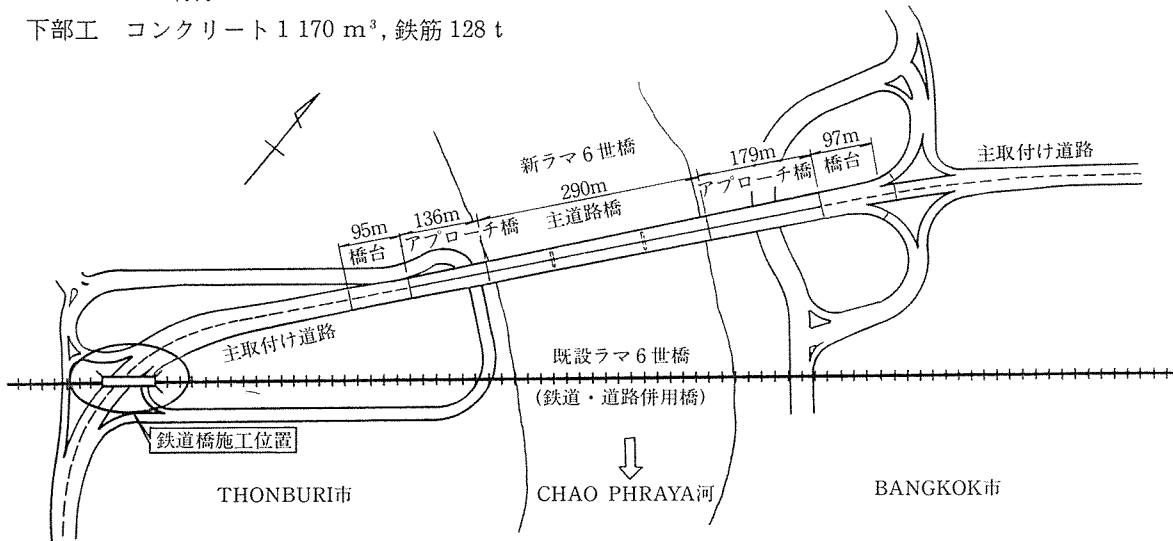 下部工 コンクリート1 170 m³, 鉄筋 128 t
新ラマ6世橋
95m
橋台
136m
アプローチ橋
290m
主道路橋
179m
アプローチ橋
97m
橋台
主取付け道路
主取付け道路
既設ラマ6世橋
(鉄道・道路併用橋)
鉄道橋施工位置
THONBURI市
CHAO PHRAYA河
BANGKOK市